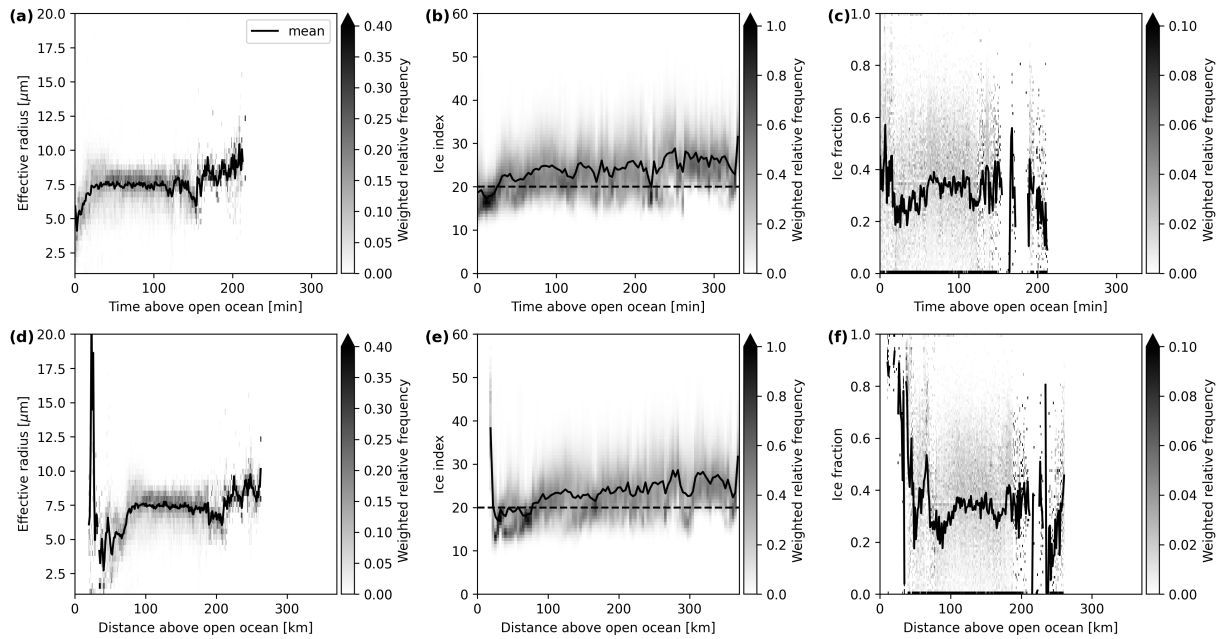 (a)
20.0
17.5
15.0
12.5
10.0
7.5
5.0
2.5
Effective radius [μm]
mean
0 100 200 300
Time above open ocean [min]
0.40
0.35
0.30
0.25
0.20
0.15
0.10
0.05
0.00
Weighted relative frequency
(b)
60
50
40
30
20
10
0
Ice index
0 100 200 300
Time above open ocean [min]
1.0
0.8
0.6
0.4
0.2
0.0
Weighted relative frequency
(c)
1.0
0.8
0.6
0.4
0.2
0.0
Ice fraction
0 100 200 300
Time above open ocean [min]
0.10
0.08
0.06
0.04
0.02
0.00
Weighted relative frequency
(d)
20.0
17.5
15.0
12.5
10.0
7.5
5.0
2.5
Effective radius [μm]
0 100 200 300
Distance above open ocean [km]
0.40
0.35
0.30
0.25
0.20
0.15
0.10
0.05
0.00
Weighted relative frequency
(e)
60
50
40
30
20
10
0
Ice index
0 100 200 300
Distance above open ocean [km]
1.0
0.8
0.6
0.4
0.2
0.0
Weighted relative frequency
(f)
1.0
0.8
0.6
0.4
0.2
0.0
Ice fraction
0 100 200 300
Distance above open ocean [km]
0.10
0.08
0.06
0.04
0.02
0.00
Weighted relative frequency